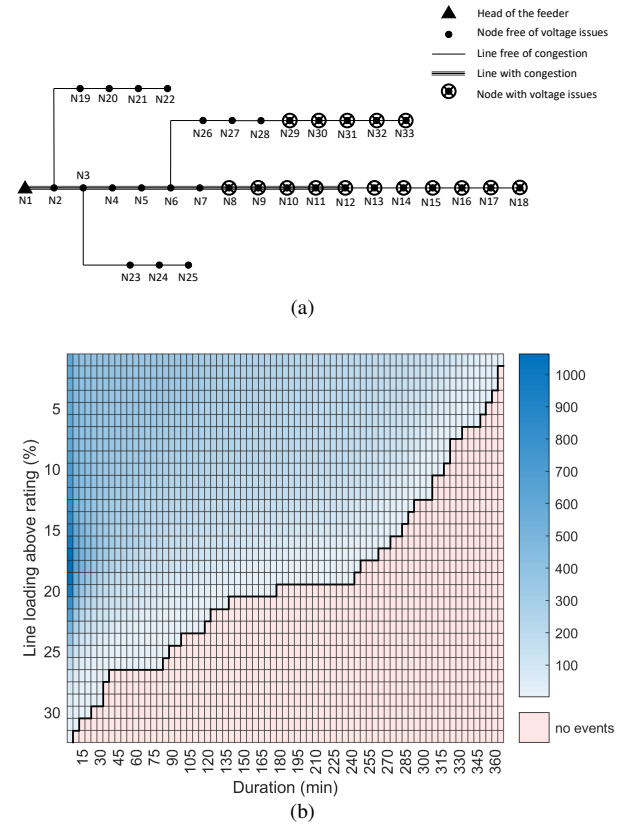 Head of the feeder
Node free of voltage issues
Line free of congestion
Line with congestion
Node with voltage issues
N19 N20 N21 N22
N26 N27 N28 N29 N30 N31 N32 N33
N3
N1 N2 N4 N5 N6 N7 N8 N9 N10 N11 N12 N13 N14 N15 N16 N17 N18
N23 N24 N25
(a)
Line loading above rating (%)
5
10
15
20
25
30
15 30 45 60 75 90 105 120 135 150 165 180 195 210 225 240 255 270 285 300 315 330 345 360
Duration (min)
1000
900
800
700
600
500
400
300
200
100
no events
(b)